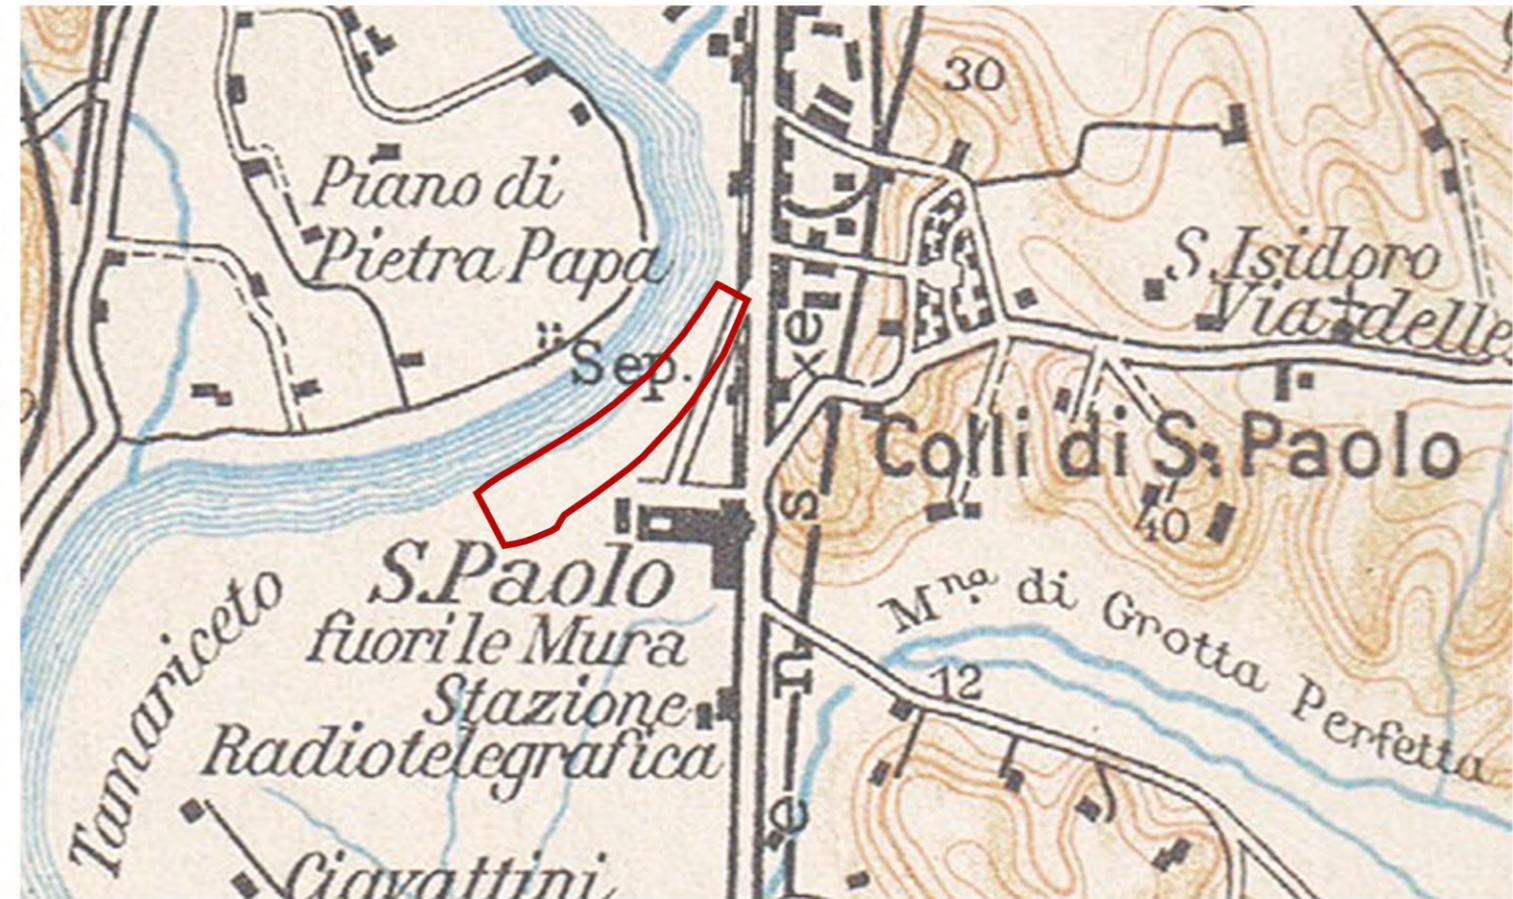 30
Piano di
Pietra Papa
S. Isidoro
Via delle
Sep.
Colli di S. Paolo
40
S. Paolo
fuori le Mura
Mna. di Grotta Perfetta
12
Stazione
Radiotelegrafica
Tamariceto
Ciavattini